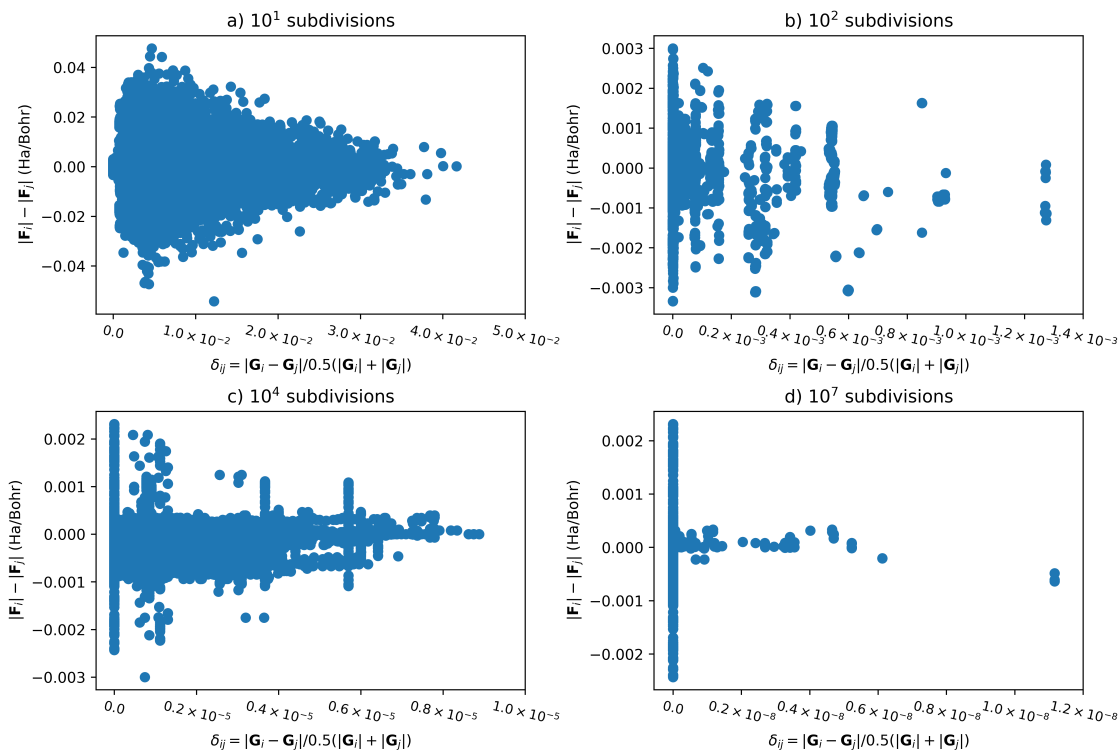 a) 10^1 subdivisions
|F_i| − |F_j| (Ha/Bohr)
0.04
0.02
0.00
−0.02
−0.04
0.0
1.0 × 10^−2
2.0 × 10^−2
3.0 × 10^−2
4.0 × 10^−2
5.0 × 10^−2
δ_ij = |G_i − G_j|/0.5(|G_i| + |G_j|)
b) 10^2 subdivisions
|F_i| − |F_j| (Ha/Bohr)
0.003
0.002
0.001
0.000
−0.001
−0.002
−0.003
0.0
0.2 × 10^−3
0.4 × 10^−3
0.6 × 10^−3
0.8 × 10^−3
1.0 × 10^−3
1.2 × 10^−3
1.4 × 10^−3
δ_ij = |G_i − G_j|/0.5(|G_i| + |G_j|)
c) 10^4 subdivisions
|F_i| − |F_j| (Ha/Bohr)
0.002
0.001
0.000
−0.001
−0.002
−0.003
0.0
0.2 × 10^−5
0.4 × 10^−5
0.6 × 10^−5
0.8 × 10^−5
1.0 × 10^−5
δ_ij = |G_i − G_j|/0.5(|G_i| + |G_j|)
d) 10^7 subdivisions
|F_i| − |F_j| (Ha/Bohr)
0.002
0.001
0.000
−0.001
−0.002
0.0
0.2 × 10^−8
0.4 × 10^−8
0.6 × 10^−8
0.8 × 10^−8
1.0 × 10^−8
1.2 × 10^−8
δ_ij = |G_i − G_j|/0.5(|G_i| + |G_j|)